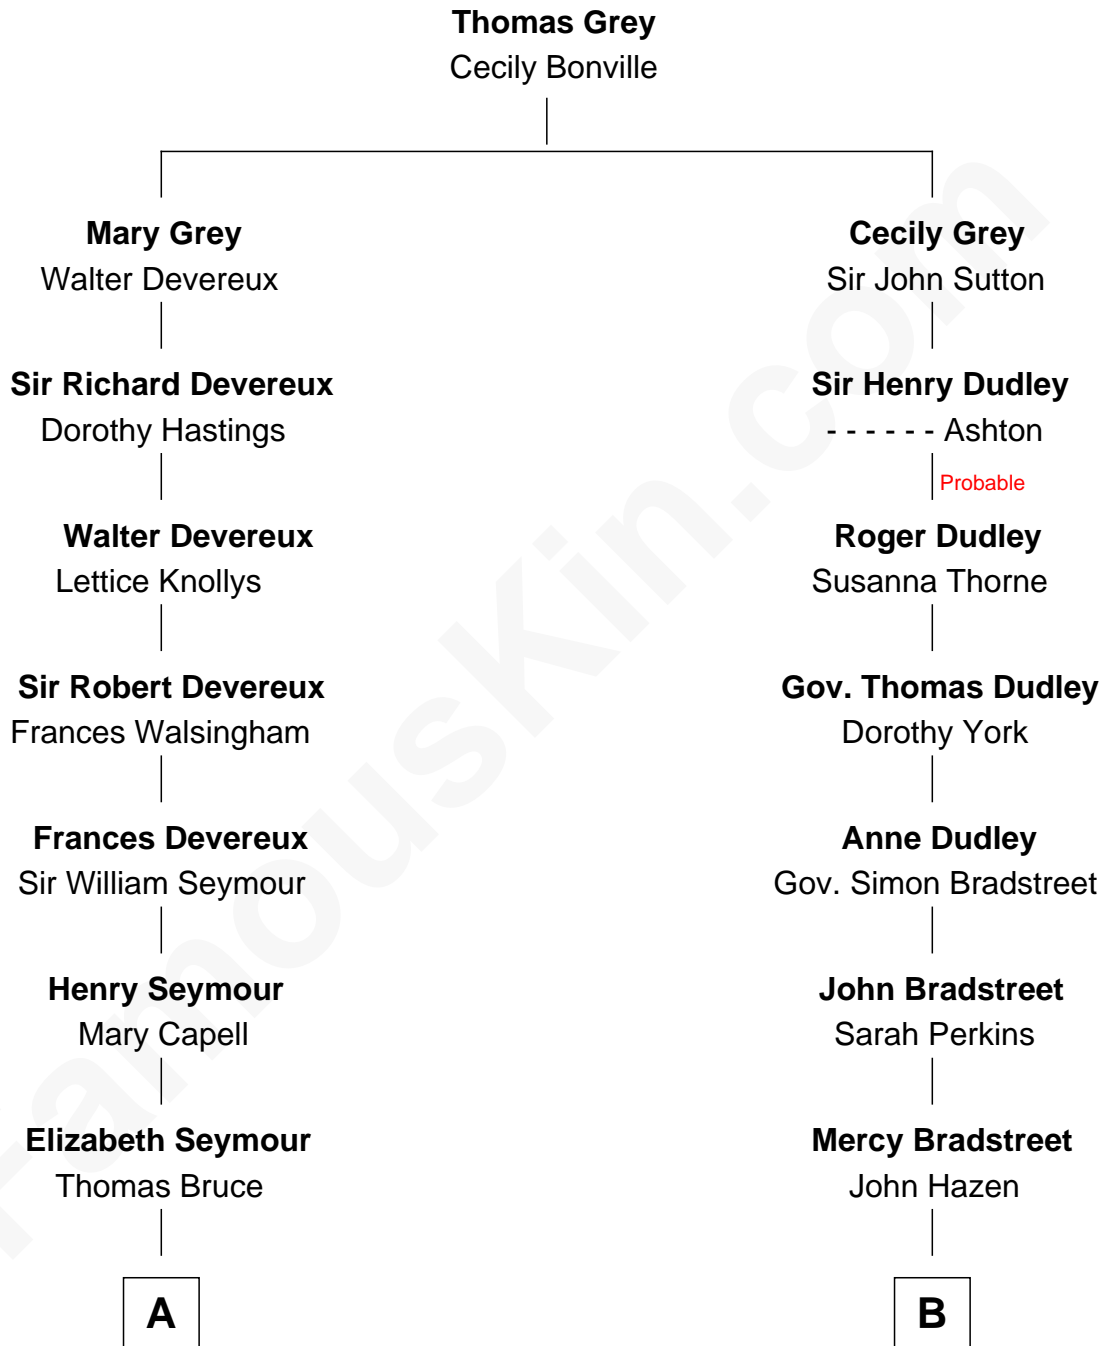 Thomas Grey
Cecily Bonville
Mary Grey
Walter Devereux
Cecily Grey
Sir John Sutton
Sir Richard Devereux
Dorothy Hastings
Sir Henry Dudley
- - - - - - Ashton
Probable
Walter Devereux
Lettice Knollys
Roger Dudley
Susanna Thorne
Sir Robert Devereux
Frances Walsingham
Gov. Thomas Dudley
Dorothy York
Frances Devereux
Sir William Seymour
Anne Dudley
Gov. Simon Bradstreet
Henry Seymour
Mary Capell
John Bradstreet
Sarah Perkins
Elizabeth Seymour
Thomas Bruce
Mercy Bradstreet
John Hazen
A
B
FamousKin.com